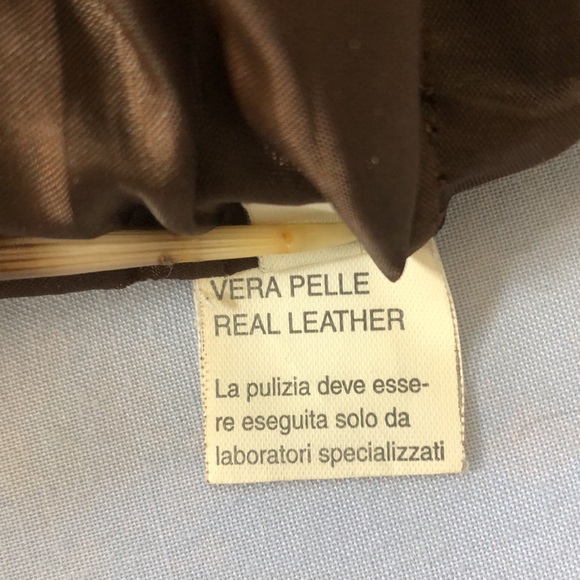 VERA PELLE
REAL LEATHER
La pulizia deve esse-
re eseguita solo da
laboratori specializzati